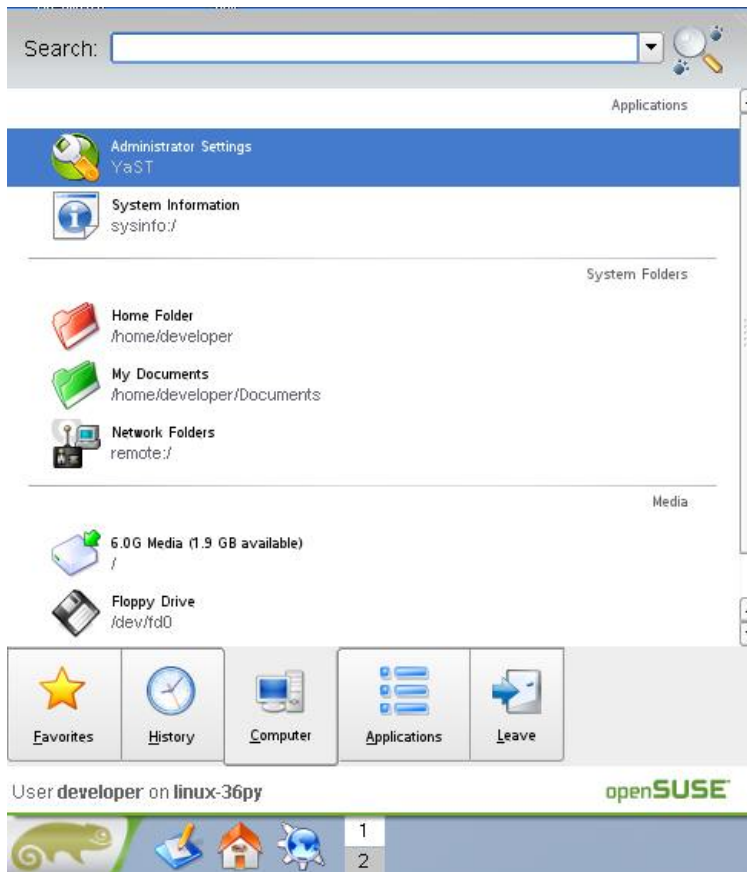 Search:
Applications
Administrator Settings
YaST
System Information
sysinfo:/
System Folders
Home Folder
/home/developer
My Documents
/home/developer/Documents
Network Folders
remote:/
Media
6.0G Media (1.9 GB available)
/
Floppy Drive
/dev/fd0
Favorites
History
Computer
Applications
Leave
User developer on linux-36py
openSUSE
1
2